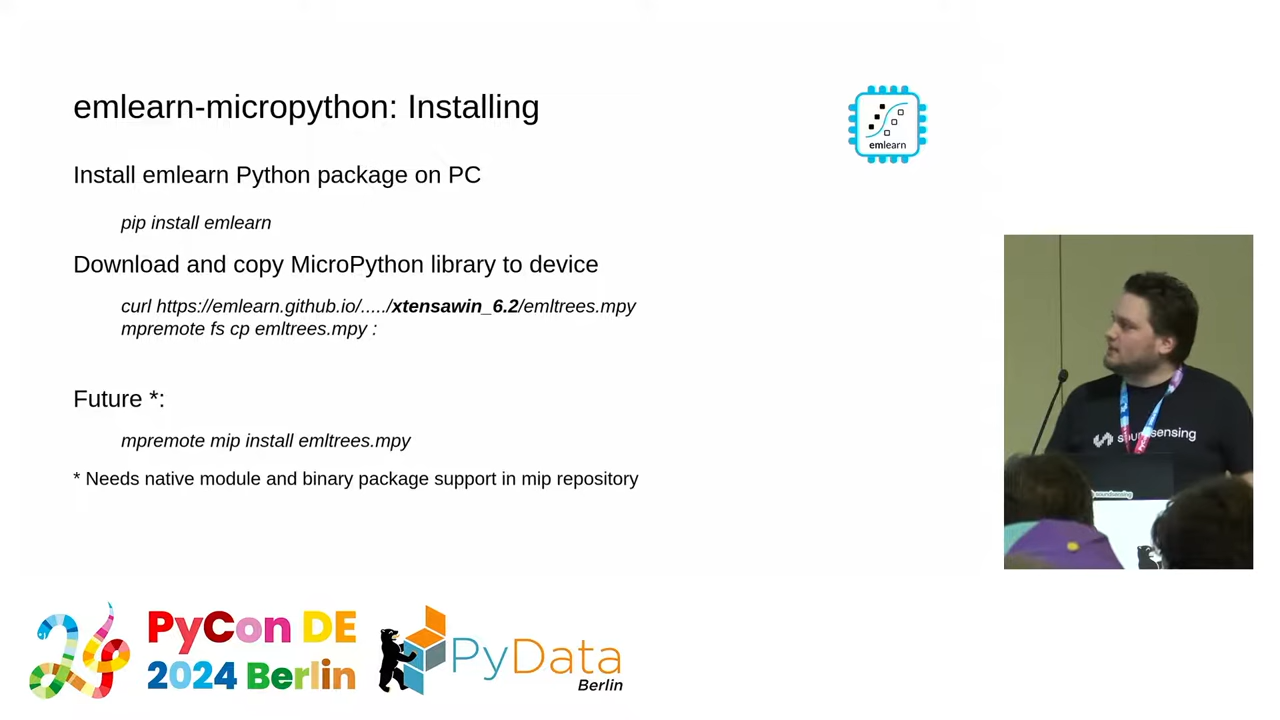 emlearn-micropython: Installing
emlearn
Install emlearn Python package on PC
pip install emlearn
Download and copy MicroPython library to device
curl https://emlearn.github.io/...../xtensawin_6.2/emltrees.mpy
mpremote fs cp emltrees.mpy :
Future *:
mpremote mip install emltrees.mpy
* Needs native module and binary package support in mip repository
soundsensing
soundsensing
PyCon DE
2024 Berlin
PyData
Berlin